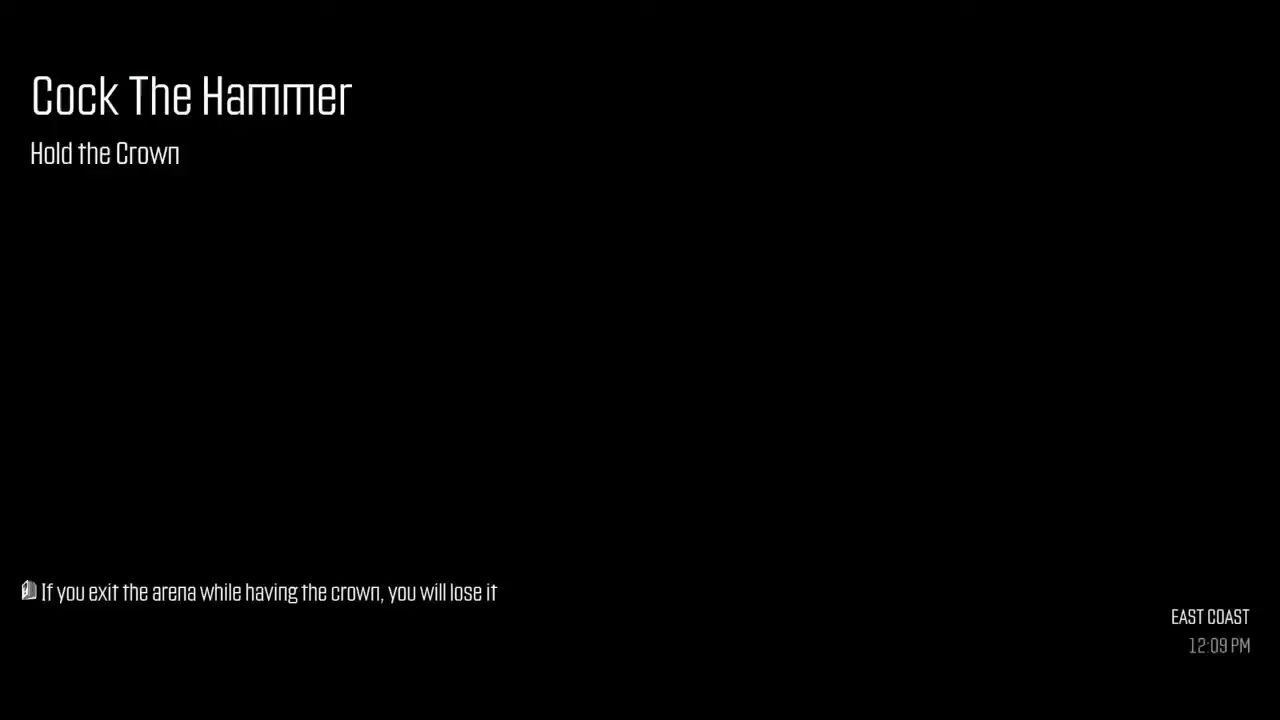 Cock The Hammer
Hold the Crown
If you exit the arena while having the crown, you will lose it
EAST COAST
12:09 PM